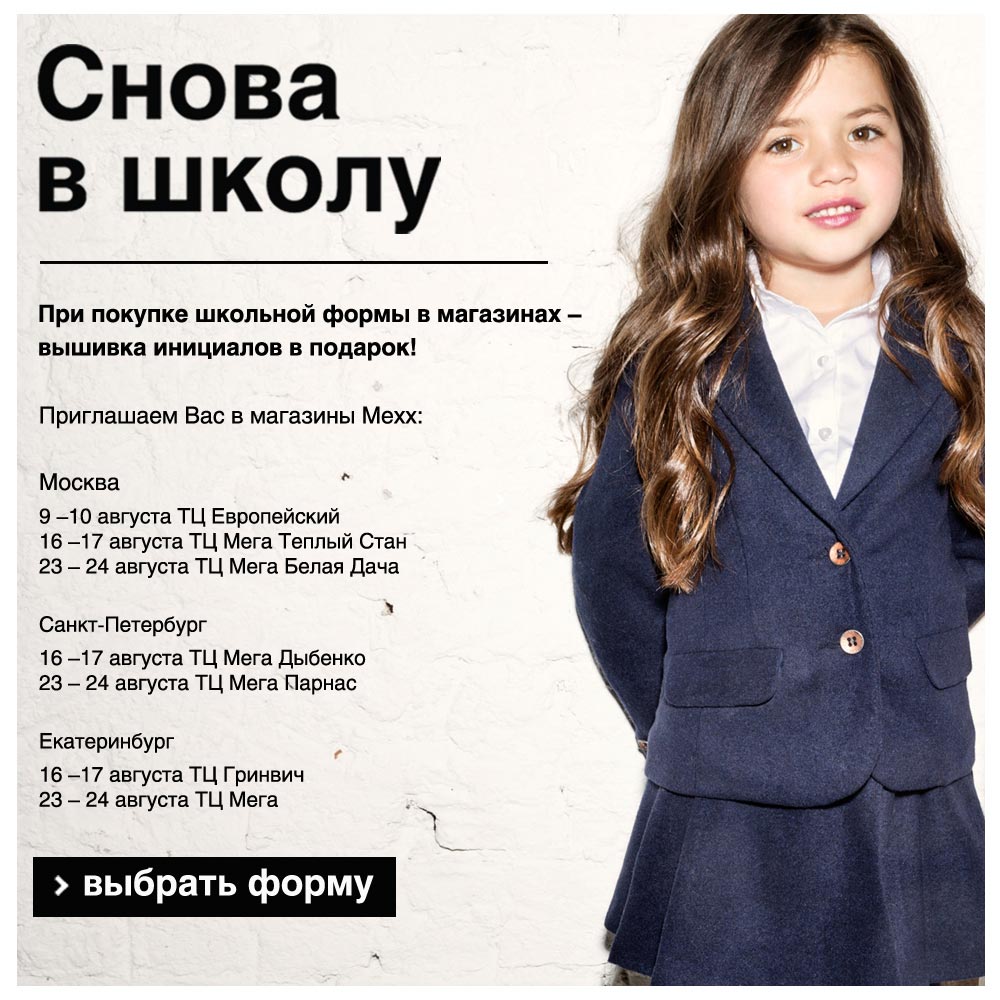 Снова
в школу
При покупке школьной формы в магазинах –
вышивка инициалов в подарок!
Приглашаем Вас в магазины Mexx:
Москва
9 –10 августа ТЦ Европейский
16 –17 августа ТЦ Мега Теплый Стан
23 – 24 августа ТЦ Мега Белая Дача
Санкт-Петербург
16 –17 августа ТЦ Мега Дыбенко
23 – 24 августа ТЦ Мега Парнас
Екатеринбург
16 –17 августа ТЦ Гринвич
23 – 24 августа ТЦ Мега
› выбрать форму